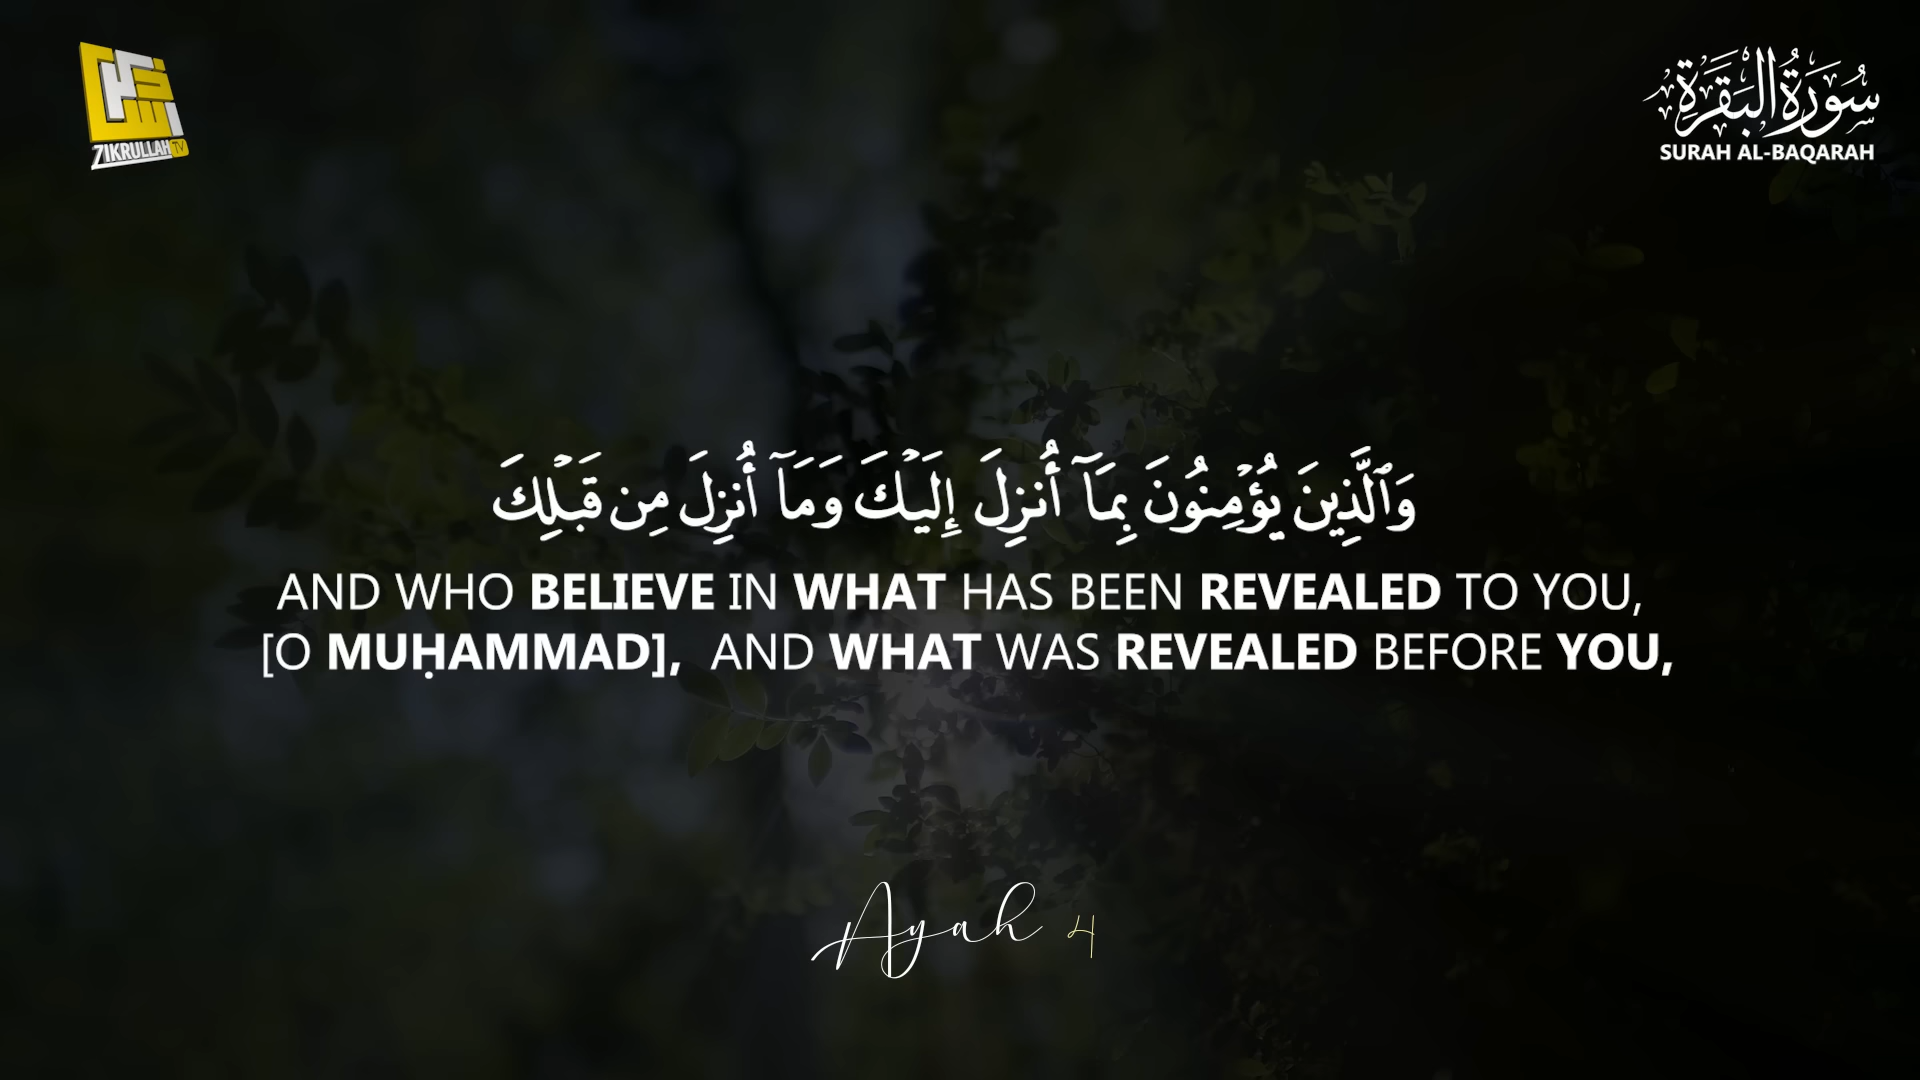 ZIKRULLAH TV
سُورَةُ البَقَرَةِ
SURAH AL-BAQARAH
وَٱلَّذِينَ يُؤۡمِنُونَ بِمَآ أُنزِلَ إِلَيۡكَ وَمَآ أُنزِلَ مِن قَبۡلِكَ
AND WHO BELIEVE IN WHAT HAS BEEN REVEALED TO YOU,
[O MUḤAMMAD], AND WHAT WAS REVEALED BEFORE YOU,
Ayah 4